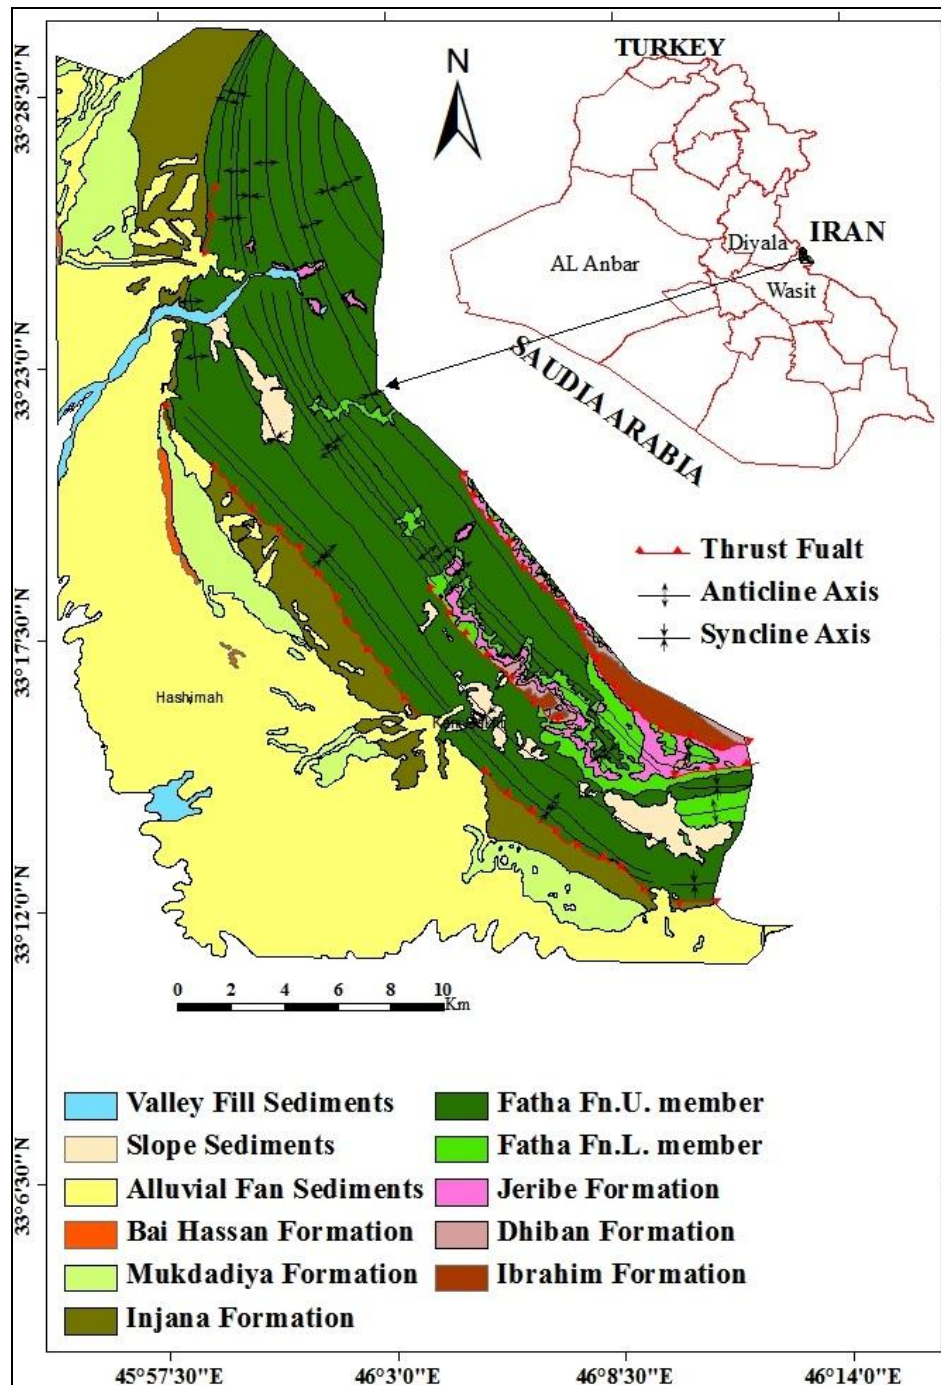 TURKEY
N
IRAN
Diyala
AL Anbar
Wasit
SAUDIA ARABIA
Thrust Fualt
Anticline Axis
Syncline Axis
Hashimah
0 2 4 6 8 10
Km
Valley Fill Sediments
Slope Sediments
Alluvial Fan Sediments
Bai Hassan Formation
Mukdadiya Formation
Injana Formation
Fatha Fn.U. member
Fatha Fn.L. member
Jeribe Formation
Dhiban Formation
Ibrahim Formation
33°28'30"N
33°23'0"N
33°17'30"N
33°12'0"N
33°6'30"N
45°57'30"E
46°3'0"E
46°8'30"E
46°14'0"E